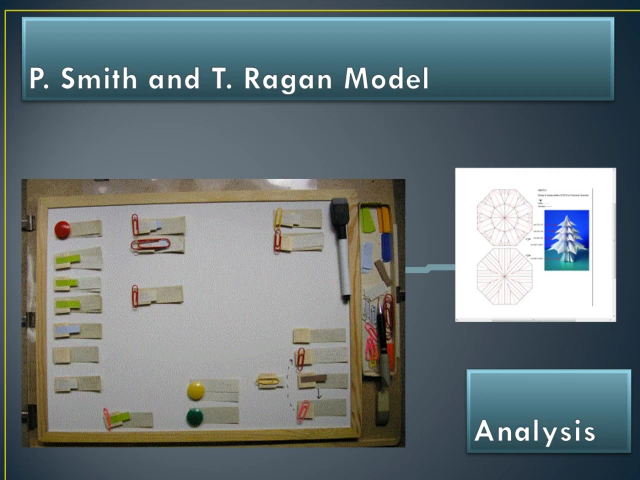 P. Smith and T. Ragan Model
Analysis